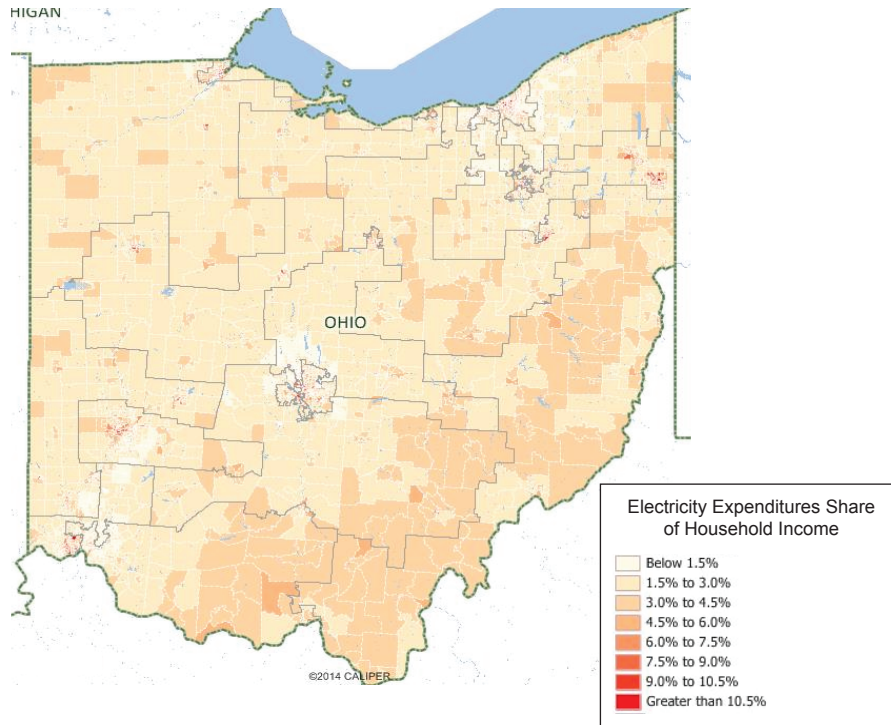 HIGAN
OHIO
©2014 CALIPER
Electricity Expenditures Share
of Household Income
Below 1.5%
1.5% to 3.0%
3.0% to 4.5%
4.5% to 6.0%
6.0% to 7.5%
7.5% to 9.0%
9.0% to 10.5%
Greater than 10.5%